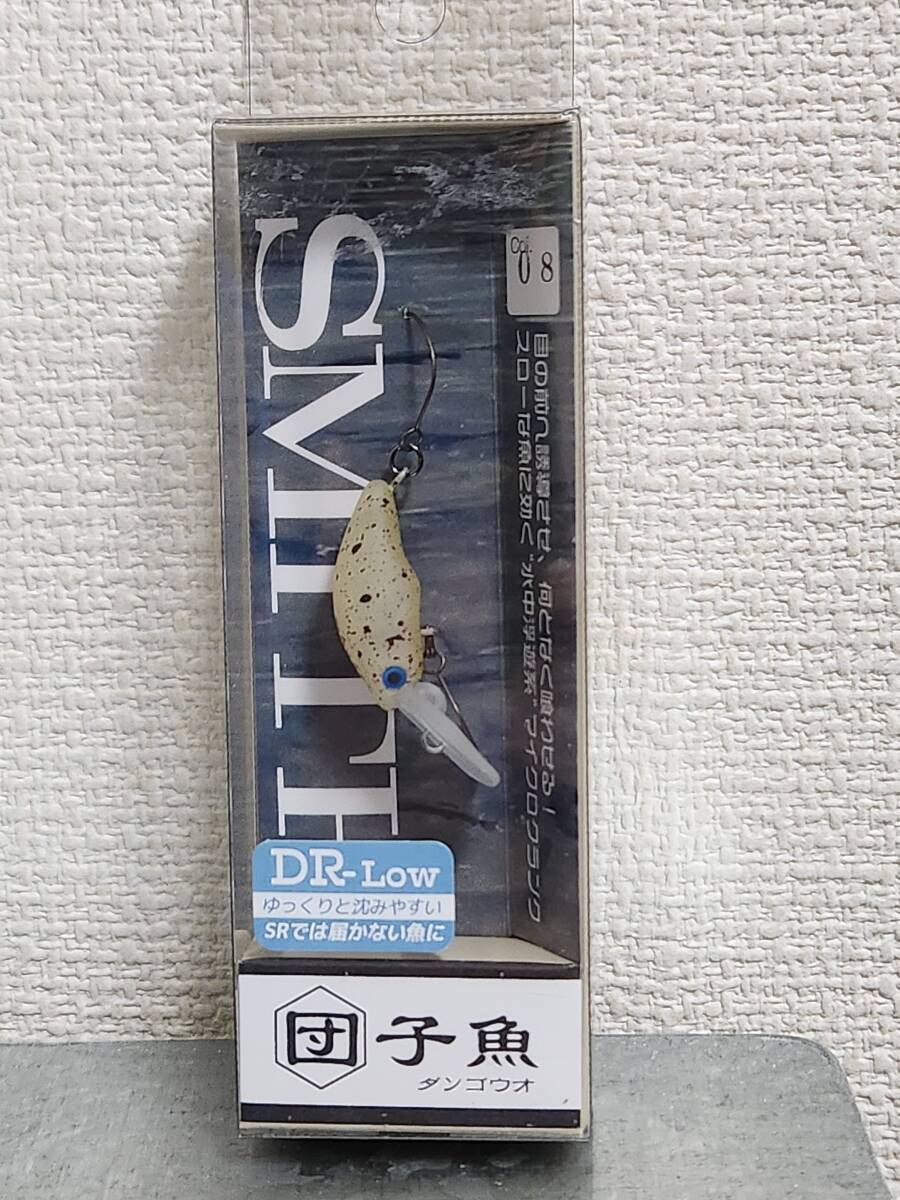 SMITH
Col.
08
目の前へ誘導させ、何となく喰わせる！
スローな魚に効く“水中浮遊系”マイクロクランク
DR-Low
ゆっくりと沈みやすい
SRでは届かない魚に
団子魚
ダンゴウオ